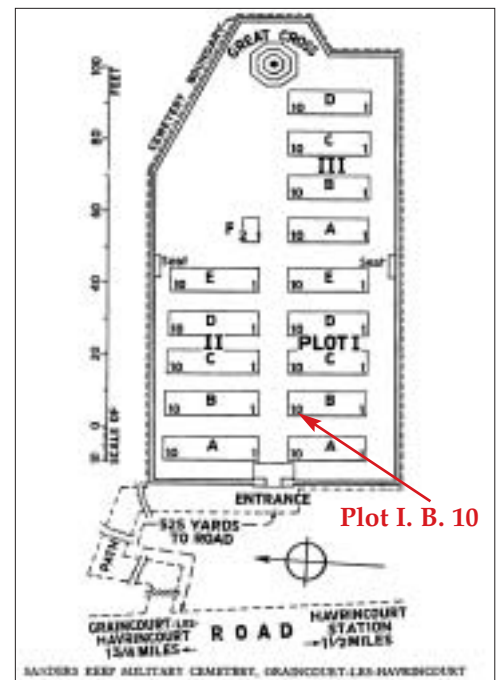 GREAT CROSS
CEMETERY BOUNDARY
100
80
60
40
20
0
10
FEET
SCALE OF
10 D 1
10 C 1
III
10 B 1
F
2 1
10 A 1
Seat
Seat
10 E 1
10 E 1
10 D 1
10 D 1
II
PLOT I
10 C 1
10 C 1
10 B 1
10 B 1
10 A 1
A 1
ENTRANCE
Plot I. B. 10
525 YARDS
TO ROAD
PATH
GRAINCOURT-LES-
HAVRINCOURT
1 3/4 MILES
ROAD
HAVRINCOURT
STATION
1 1/2 MILES
SANDERS KEEP MILITARY CEMETERY, GRAINCOURT-LES-HAVRINCOURT